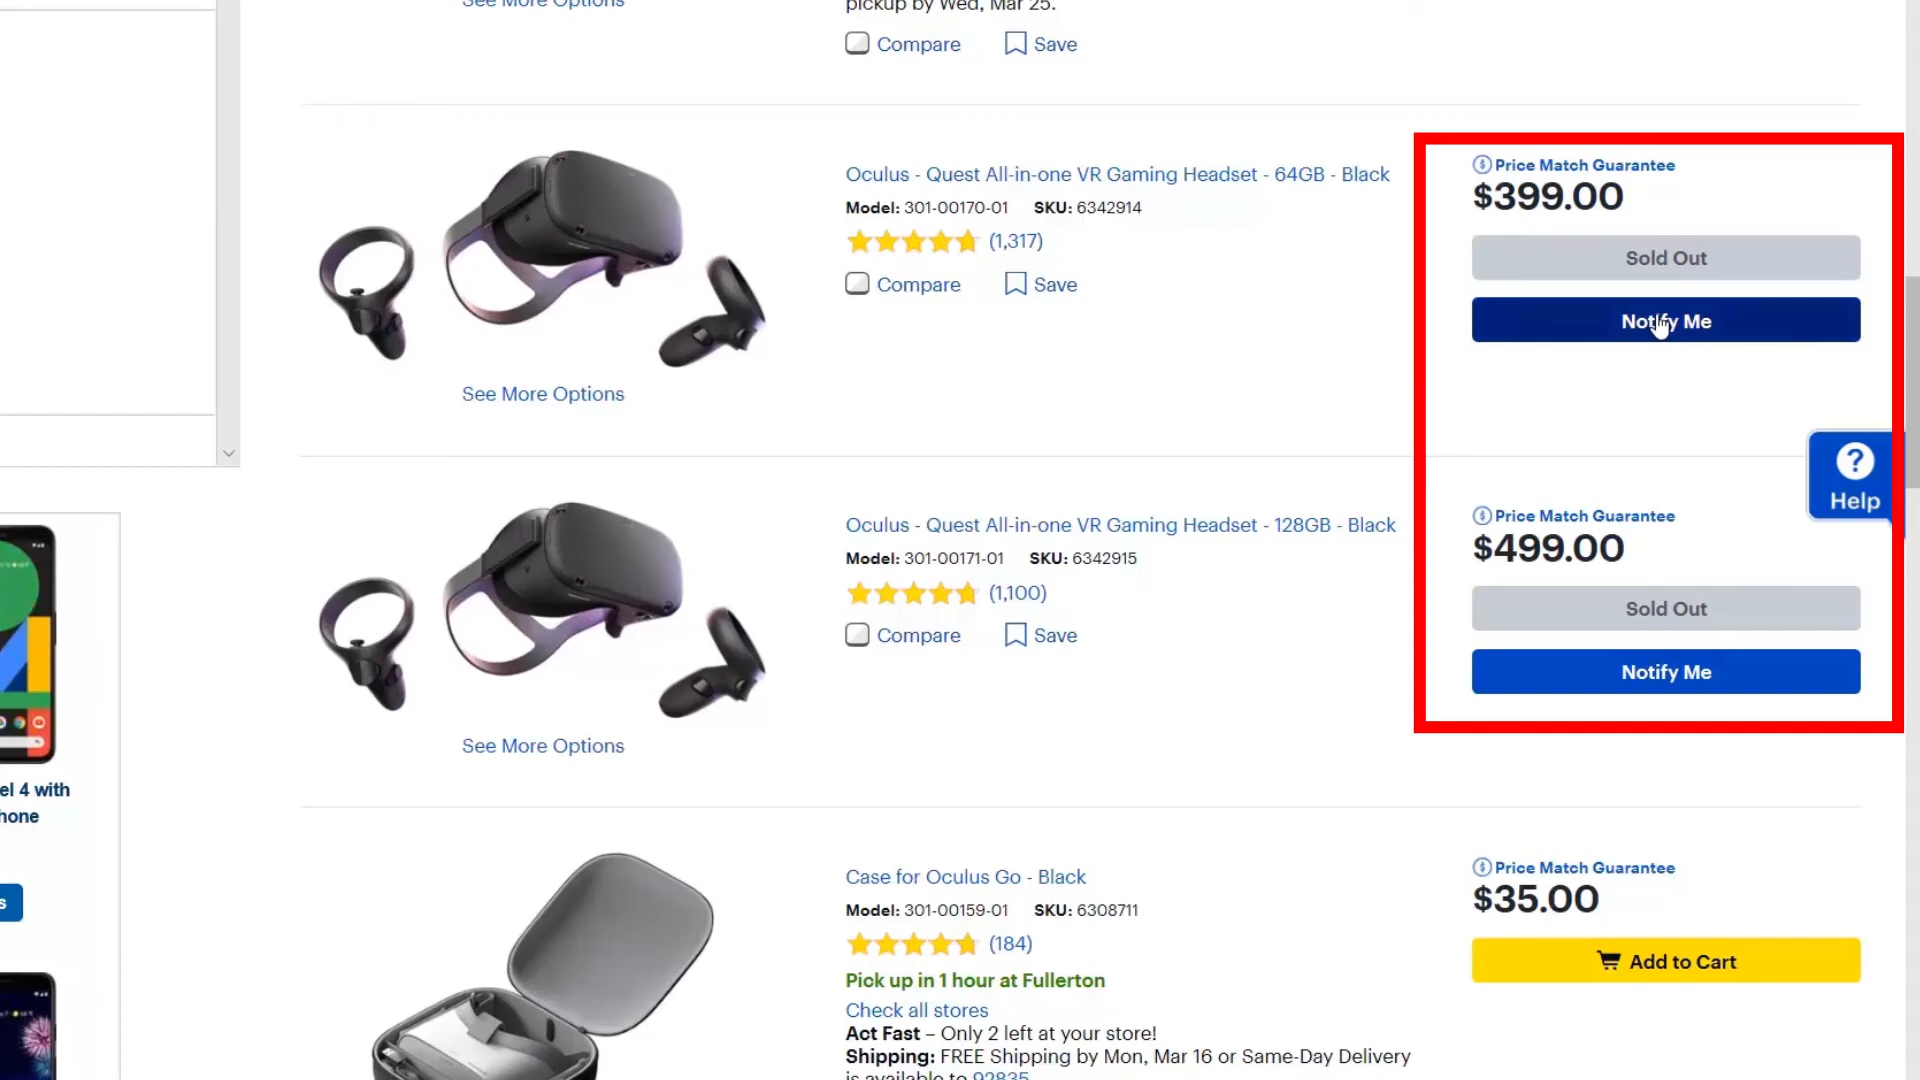 See More Options
pickup by Wed, Mar 25.
Compare Save
Oculus - Quest All-in-one VR Gaming Headset - 64GB - Black
Model: 301-00170-01 SKU: 6342914
(1,317)
Compare Save
See More Options
Price Match Guarantee
$399.00
Sold Out
Notify Me
Help
Oculus - Quest All-in-one VR Gaming Headset - 128GB - Black
Model: 301-00171-01 SKU: 6342915
(1,100)
Compare Save
See More Options
Price Match Guarantee
$499.00
Sold Out
Notify Me
el 4 with
hone
s
Case for Oculus Go - Black
Model: 301-00159-01 SKU: 6308711
(184)
Pick up in 1 hour at Fullerton
Check all stores
Act Fast – Only 2 left at your store!
Shipping: FREE Shipping by Mon, Mar 16 or Same-Day Delivery
is available to 92835
Price Match Guarantee
$35.00
Add to Cart